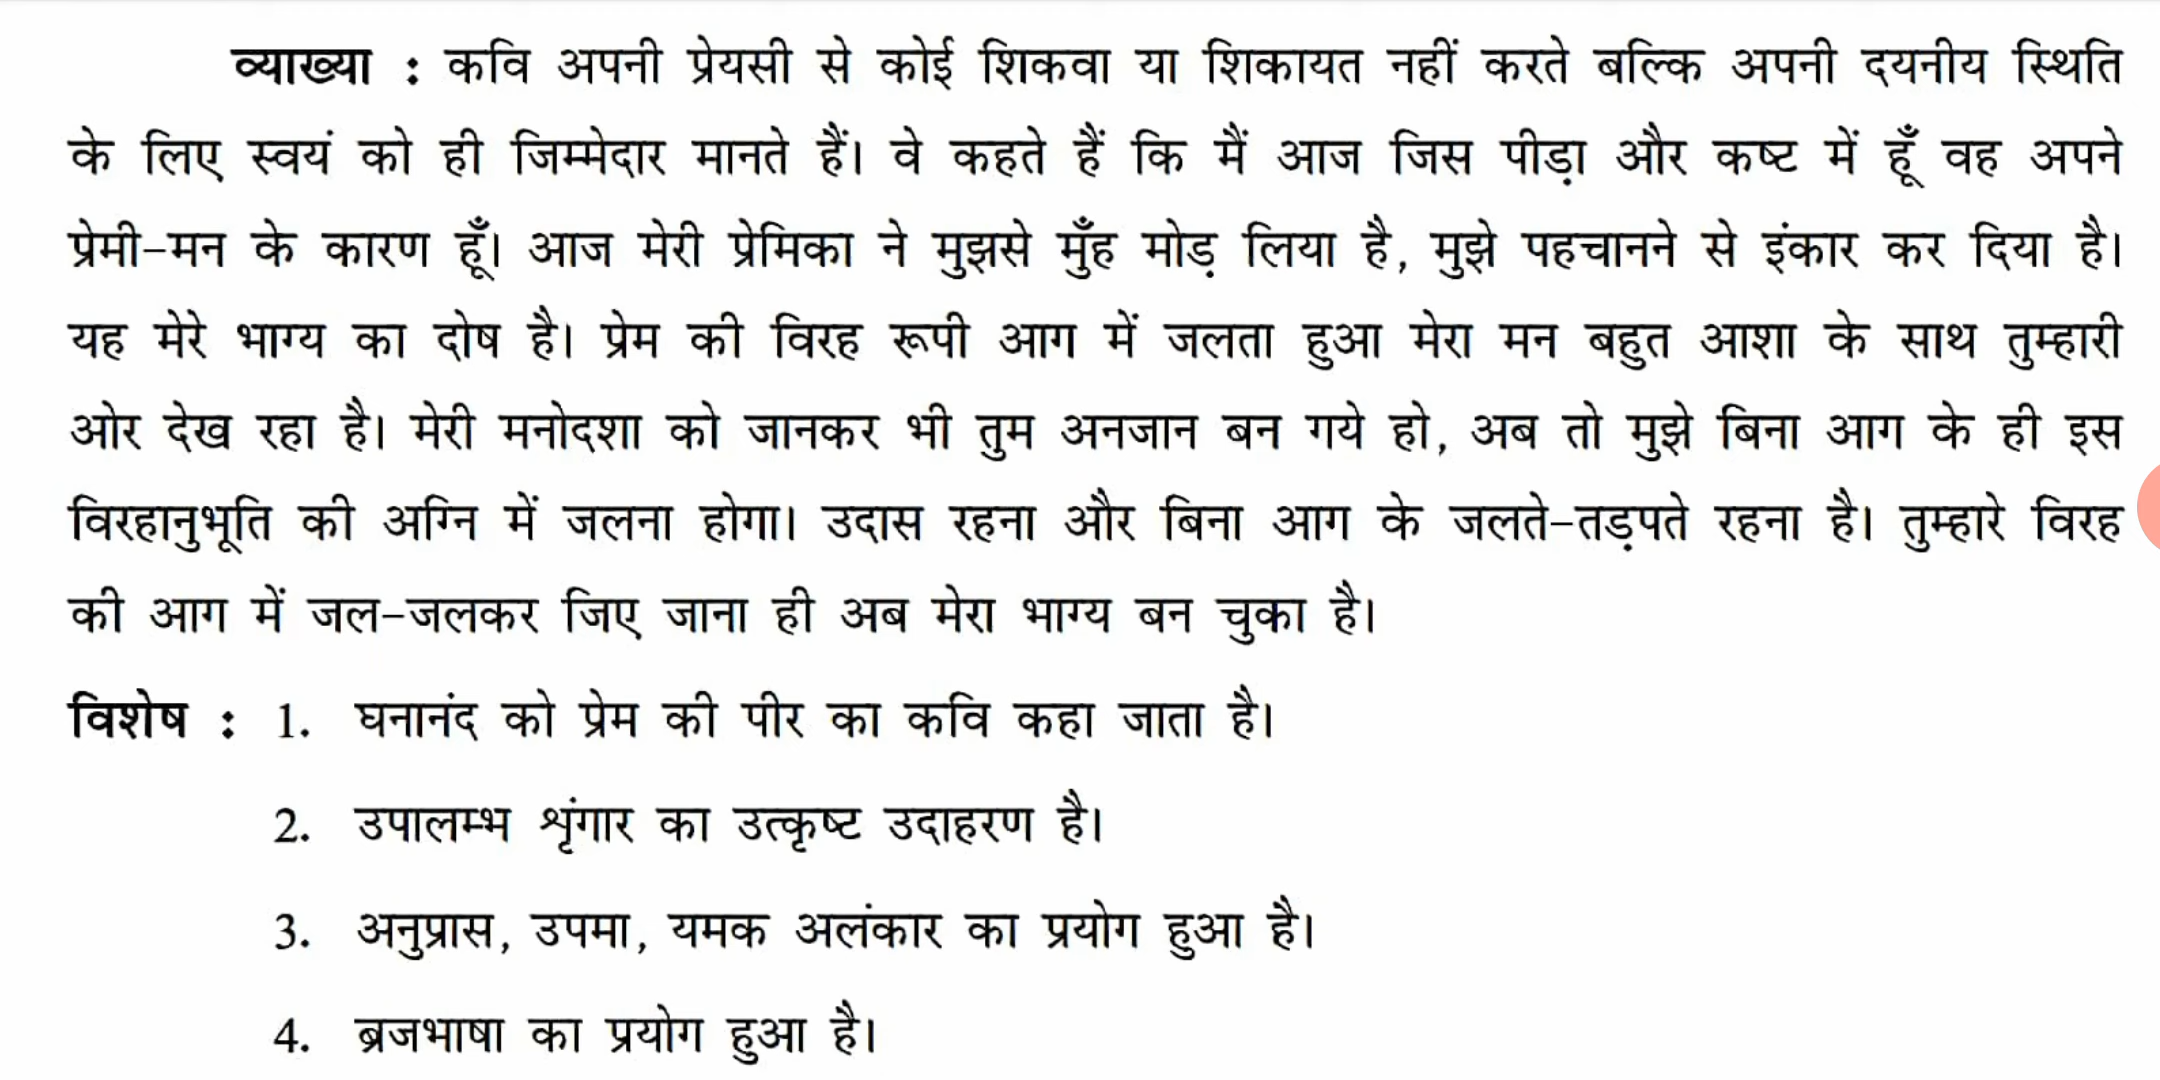 व्याख्या : कवि अपनी प्रेयसी से कोई शिकवा या शिकायत नहीं करते बल्कि अपनी दयनीय स्थिति
के लिए स्वयं को ही जिम्मेदार मानते हैं। वे कहते हैं कि मैं आज जिस पीड़ा और कष्ट में हूँ वह अपने
प्रेमी-मन के कारण हूँ। आज मेरी प्रेमिका ने मुझसे मुँह मोड़ लिया है, मुझे पहचानने से इंकार कर दिया है।
यह मेरे भाग्य का दोष है। प्रेम की विरह रूपी आग में जलता हुआ मेरा मन बहुत आशा के साथ तुम्हारी
ओर देख रहा है। मेरी मनोदशा को जानकर भी तुम अनजान बन गये हो, अब तो मुझे बिना आग के ही इस
विरहानुभूति की अग्नि में जलना होगा। उदास रहना और बिना आग के जलते-तड़पते रहना है। तुम्हारे विरह
की आग में जल-जलकर जिए जाना ही अब मेरा भाग्य बन चुका है।
विशेष : 1. घनानंद को प्रेम की पीर का कवि कहा जाता है।
2. उपालम्भ शृंगार का उत्कृष्ट उदाहरण है।
3. अनुप्रास, उपमा, यमक अलंकार का प्रयोग हुआ है।
4. ब्रजभाषा का प्रयोग हुआ है।